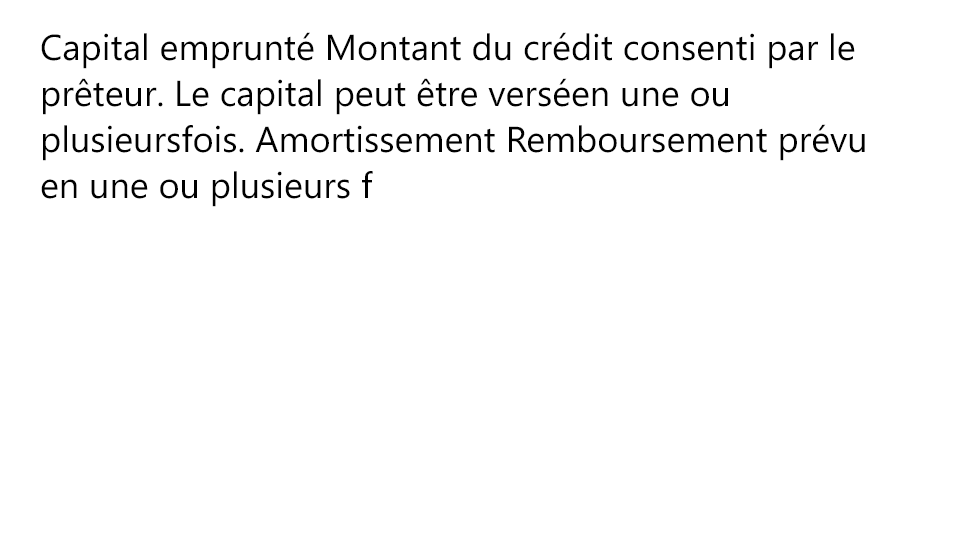 Capital emprunté Montant du crédit consenti par le
prêteur. Le capital peut être verséen une ou
plusieursfois. Amortissement Remboursement prévu
en une ou plusieurs f